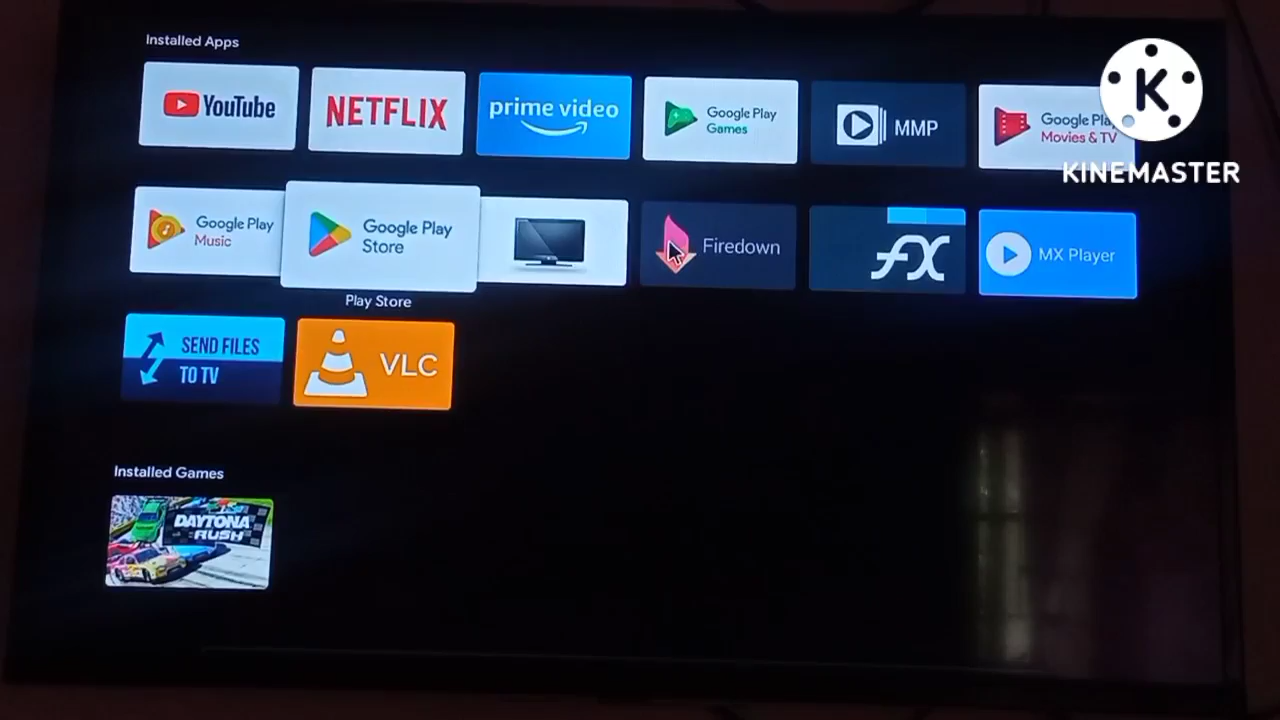 Installed Apps
YouTube
NETFLIX
prime video
Google Play
Games
MMP
Google Pla
Movies & TV
K
KINEMASTER
Google Play
Music
Google Play
Store
Firedown
fX
MX Player
Play Store
SEND FILES
TO TV
VLC
Installed Games
DAYTONA
RUSH